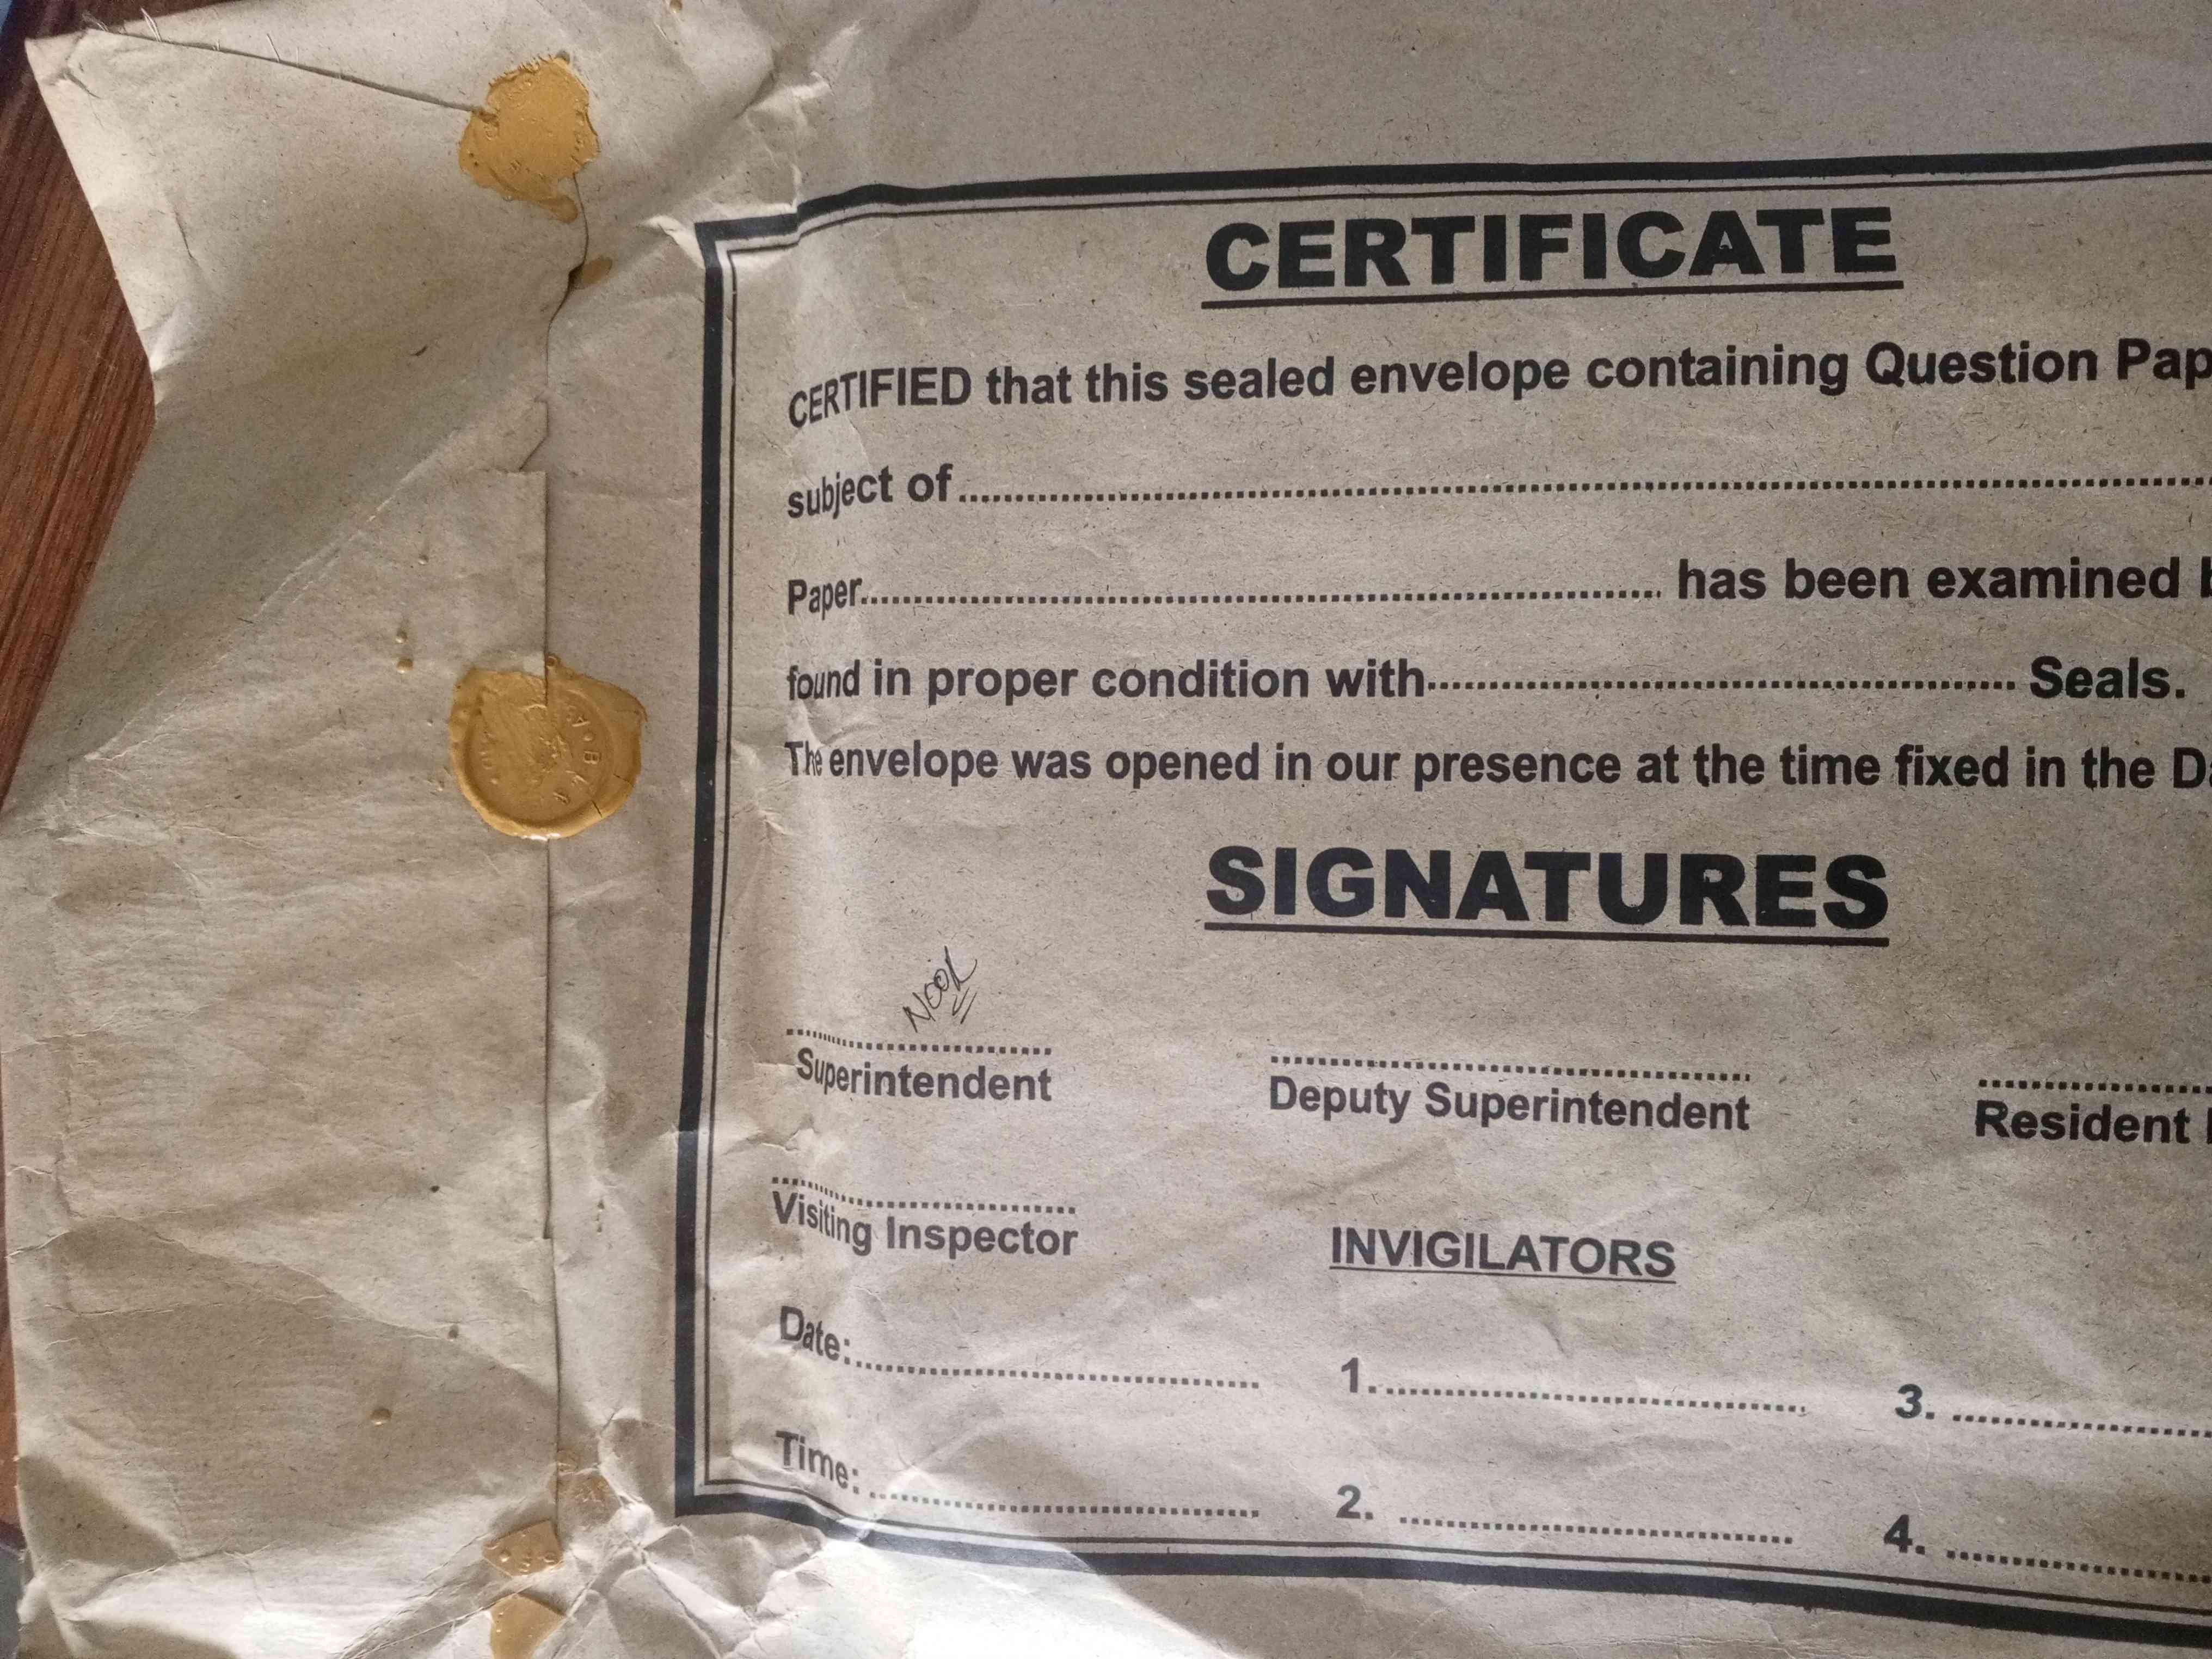 CERTIFICATE
CERTIFIED that this sealed envelope containing Question Pap
subject of
Paper has been examined
found in proper condition with Seals.
The envelope was opened in our presence at the time fixed in the Da
SIGNATURES
Noor
Superintendent Deputy Superintendent Resident
Visiting Inspector INVIGILATORS
Date: 1. 3.
Time: 2. 4.